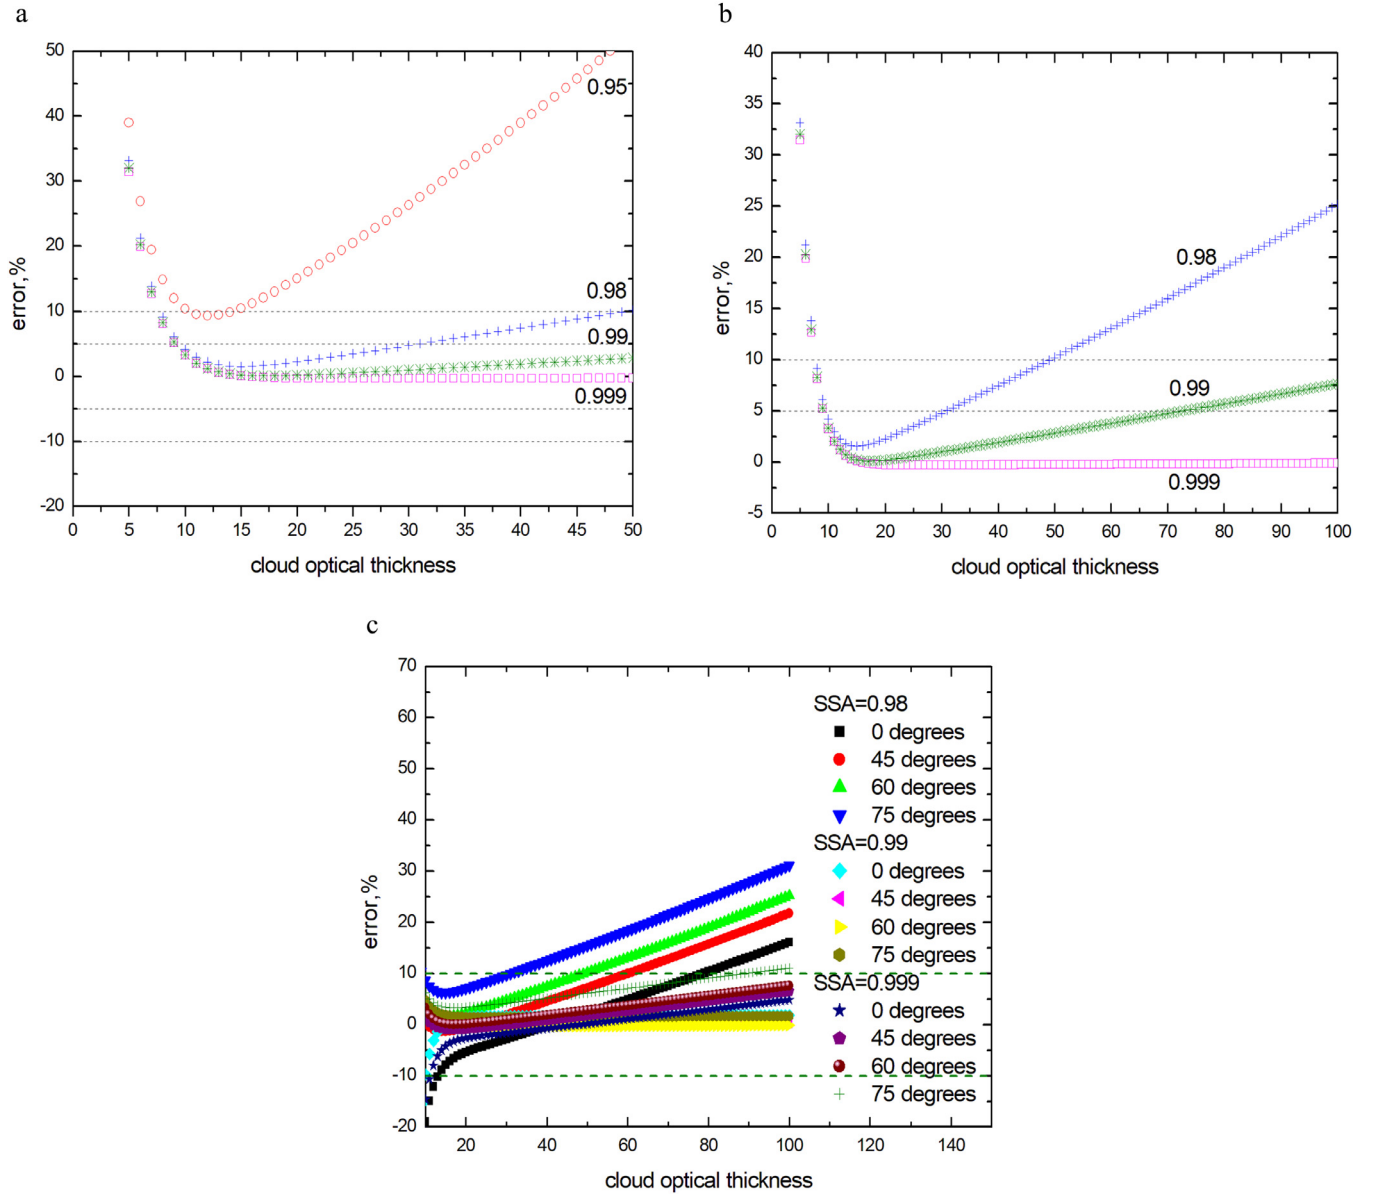 a
50
40
30
20
10
0
-10
-20
error,%
0.95
0.98
0.99
0.999
0 5 10 15 20 25 30 35 40 45 50
cloud optical thickness
b
40
35
30
25
20
15
10
5
0
-5
error,%
0.98
0.99
0.999
0 10 20 30 40 50 60 70 80 90 100
cloud optical thickness
c
70
60
50
40
30
20
10
0
-10
-20
error,%
SSA=0.98
0 degrees
45 degrees
60 degrees
75 degrees
SSA=0.99
0 degrees
45 degrees
60 degrees
75 degrees
SSA=0.999
0 degrees
45 degrees
60 degrees
75 degrees
20 40 60 80 100 120 140
cloud optical thickness